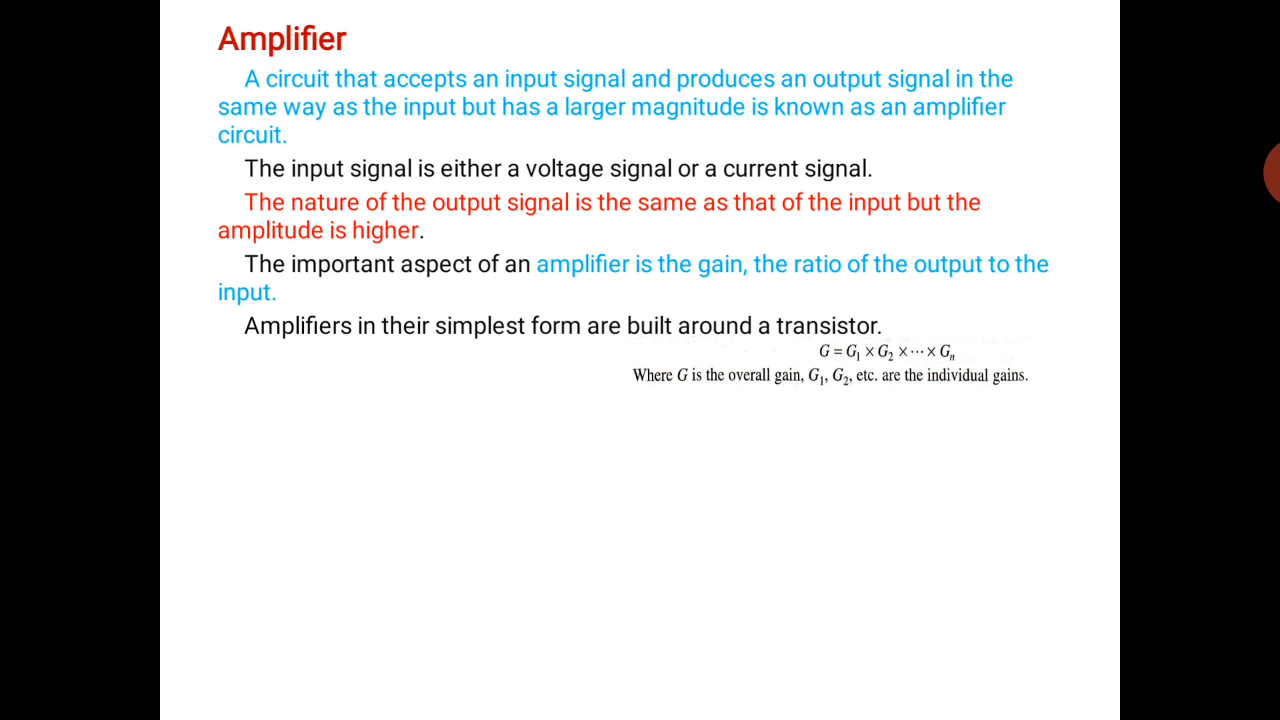 Amplifier
A circuit that accepts an input signal and produces an output signal in the
same way as the input but has a larger magnitude is known as an amplifier
circuit.
The input signal is either a voltage signal or a current signal.
The nature of the output signal is the same as that of the input but the
amplitude is higher.
The important aspect of an amplifier is the gain, the ratio of the output to the
input.
Amplifiers in their simplest form are built around a transistor.
G = G₁ × G₂ × ··· × Gₙ
Where G is the overall gain, G₁, G₂, etc. are the individual gains.